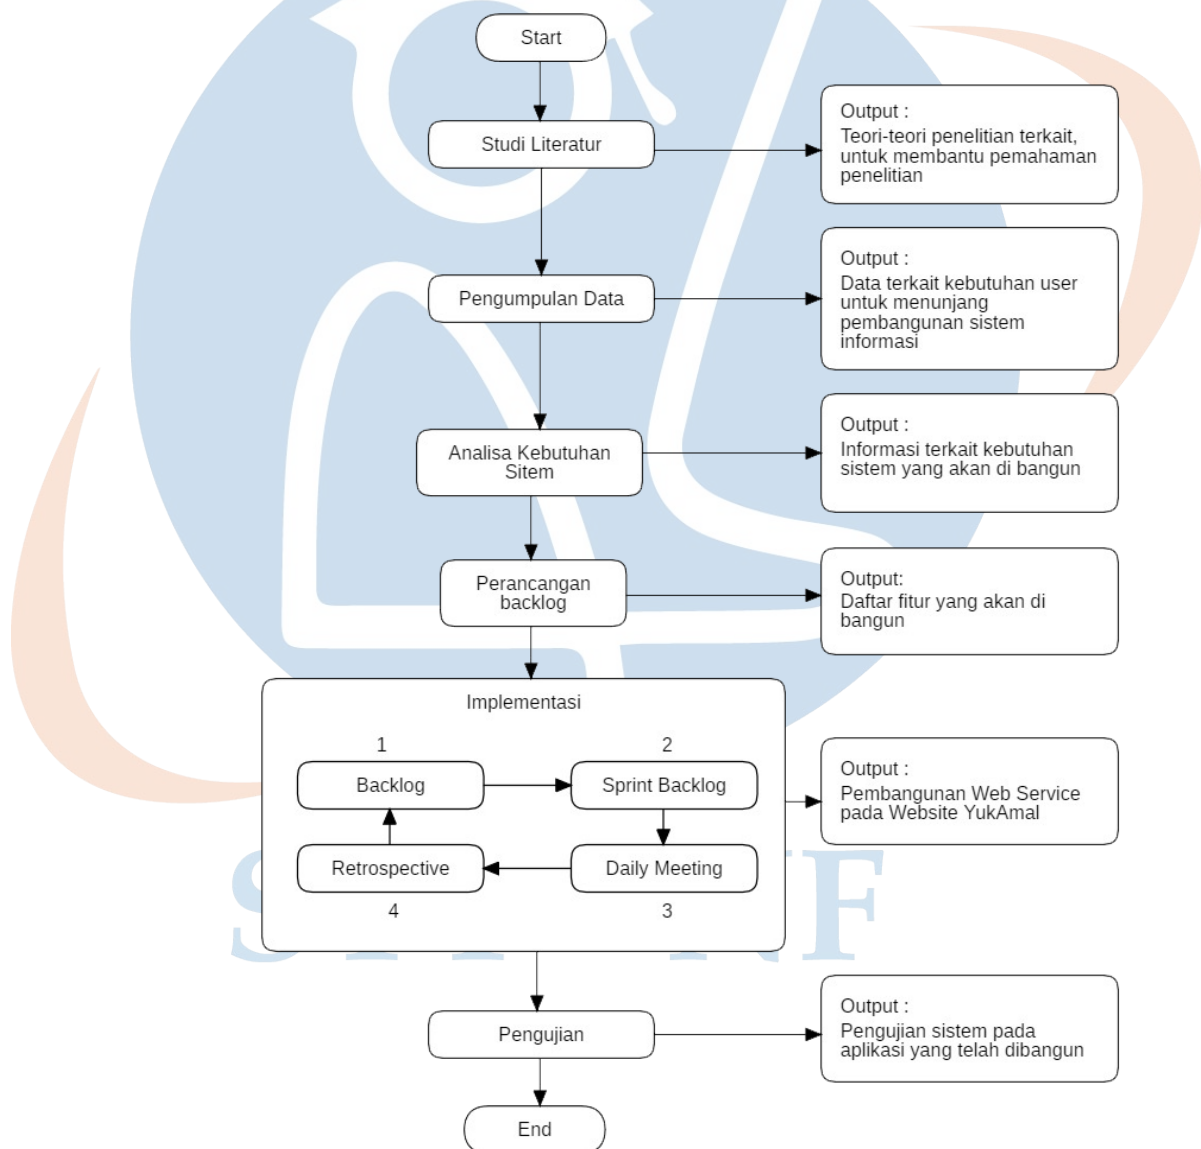 Start
Studi Literatur
Output :
Teori-teori penelitian terkait,
untuk membantu pemahaman
penelitian
Pengumpulan Data
Output :
Data terkait kebutuhan user
untuk menunjang
pembangunan sistem
informasi
Analisa Kebutuhan
Sitem
Output :
Informasi terkait kebutuhan
sistem yang akan di bangun
Perancangan
backlog
Output:
Daftar fitur yang akan di
bangun
Implementasi
1
2
Backlog
Sprint Backlog
Retrospective
Daily Meeting
4
3
Output :
Pembangunan Web Service
pada Website YukAmal
Pengujian
Output :
Pengujian sistem pada
aplikasi yang telah dibangun
End